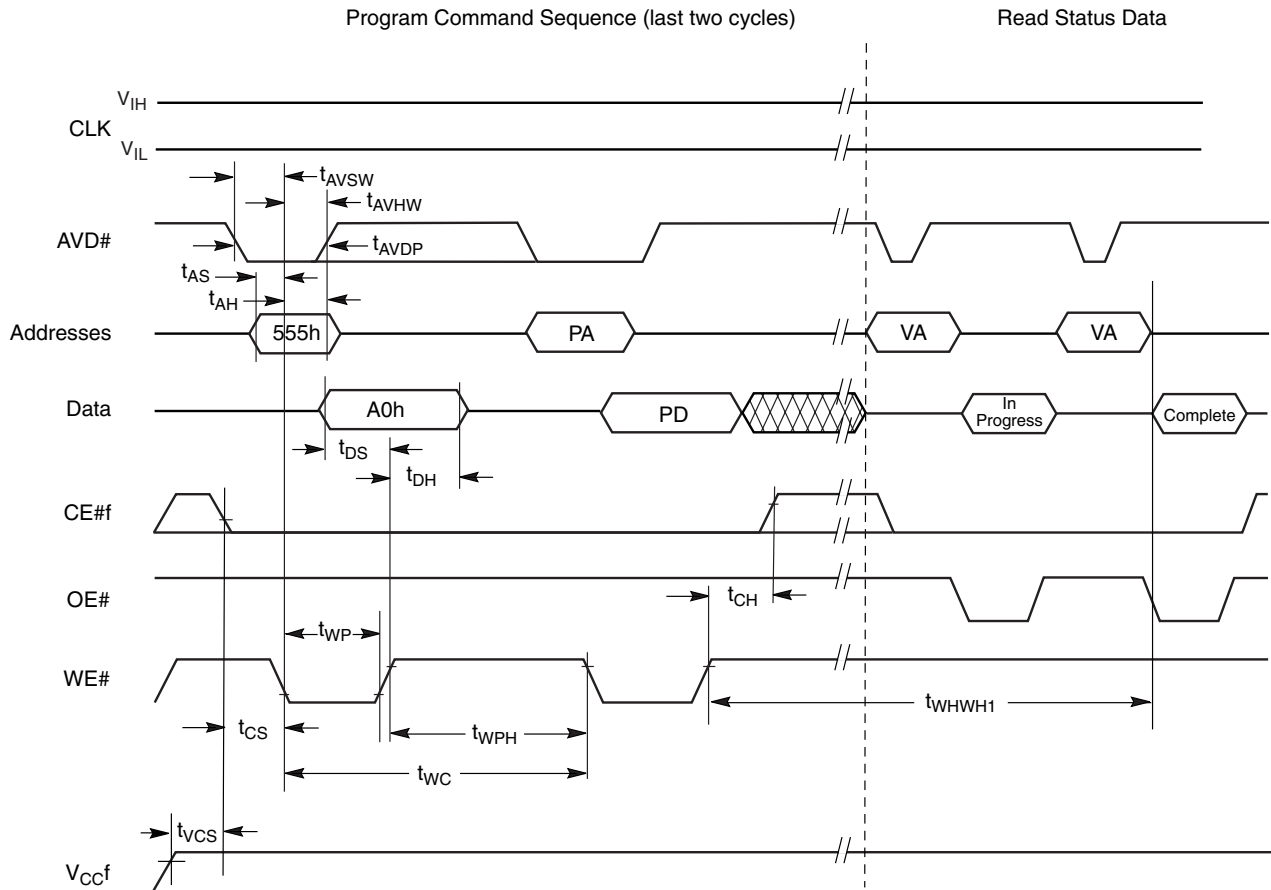 Program Command Sequence (last two cycles)
Read Status Data
VIH
CLK
VIL
tAVSW
tAVHW
AVD#
tAVDP
tAS
tAH
Addresses
555h
PA
VA
VA
Data
A0h
PD
In
Progress
Complete
tDS
tDH
CE#f
OE#
tCH
tWP
WE#
tWHWH1
tCS
tWPH
tWC
tVCS
VCCf